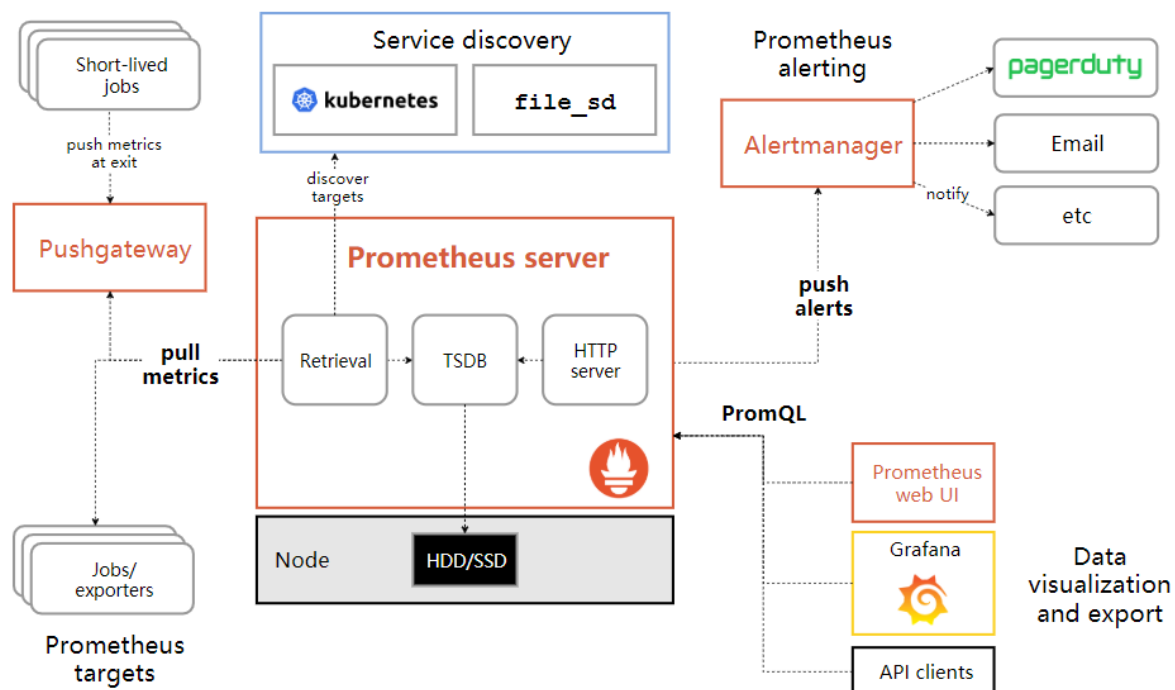 Short-lived
jobs
push metrics
at exit
Pushgateway
pull
metrics
Jobs/
exporters
Prometheus
targets
Service discovery
kubernetes
file_sd
discover
targets
Prometheus server
Retrieval
TSDB
HTTP
server
Node
HDD/SSD
Prometheus
alerting
Alertmanager
pagerduty
Email
notify
etc
push
alerts
PromQL
Prometheus
web UI
Grafana
API clients
Data
visualization
and export